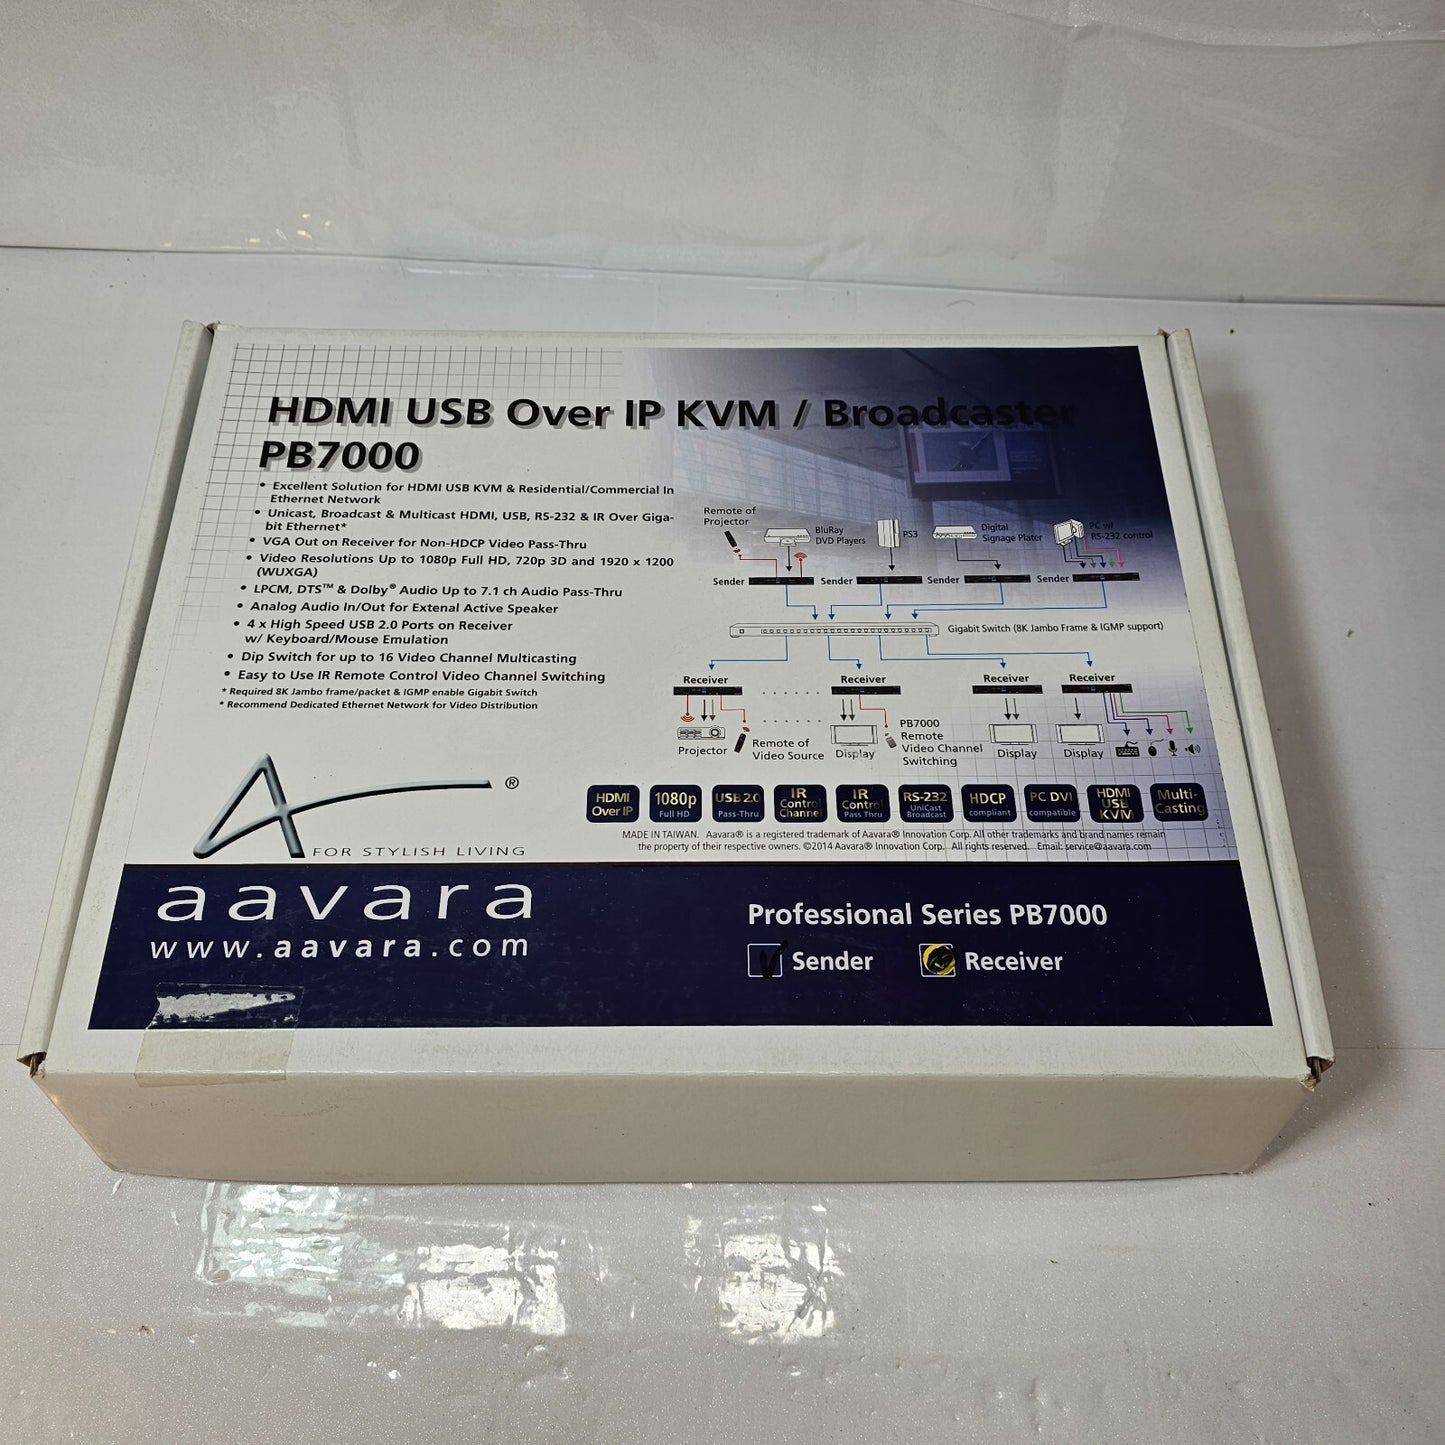 HDMI USB Over IP KVM / Broadcaster
PB7000
• Excellent Solution for HDMI USB KVM & Residential/Commercial In
Ethernet Network
• Unicast, Broadcast & Multicast HDMI, USB, RS-232 & IR Over Giga-
bit Ethernet*
• VGA Out on Receiver for Non-HDCP Video Pass-Thru
• Video Resolutions Up to 1080p Full HD, 720p 3D and 1920 x 1200
(WUXGA)
• LPCM, DTS™ & Dolby® Audio Up to 7.1 ch Audio Pass-Thru
• Analog Audio In/Out for Extenal Active Speaker
• 4 x High Speed USB 2.0 Ports on Receiver
w/ Keyboard/Mouse Emulation
• Dip Switch for up to 16 Video Channel Multicasting
• Easy to Use IR Remote Control Video Channel Switching
* Required 8K Jambo frame/packet & IGMP enable Gigabit Switch
* Recommend Dedicated Ethernet Network for Video Distribution
Remote of
Projector
BluRay
DVD Players
PS3
Digital
Signage Plater
PC w/
RS-232 control
Sender
Sender
Sender
Sender
Gigabit Switch (8K Jambo Frame & IGMP support)
Receiver
Receiver
Receiver
Receiver
Projector
Remote of
Video Source
Display
PB7000
Remote
Video Channel
Switching
Display
Display
HDMI
Over IP
1080p
Full HD
USB 2.0
Pass-Thru
IR
Control
Channel
IR
Control
Pass Thru
RS-232
UniCast
Broadcast
HDCP
compliant
PC DVI
compatible
HDMI
USB
KVM
Multi-
Casting
MADE IN TAIWAN. Aavara® is a registered trademark of Aavara® Innovation Corp. All other trademarks and brand names remain
the property of their respective owners. ©2014 Aavara® Innovation Corp. All rights reserved. Email: service@aavara.com
®
FOR STYLISH LIVING
aavara
www.aavara.com
Professional Series PB7000
Sender
Receiver